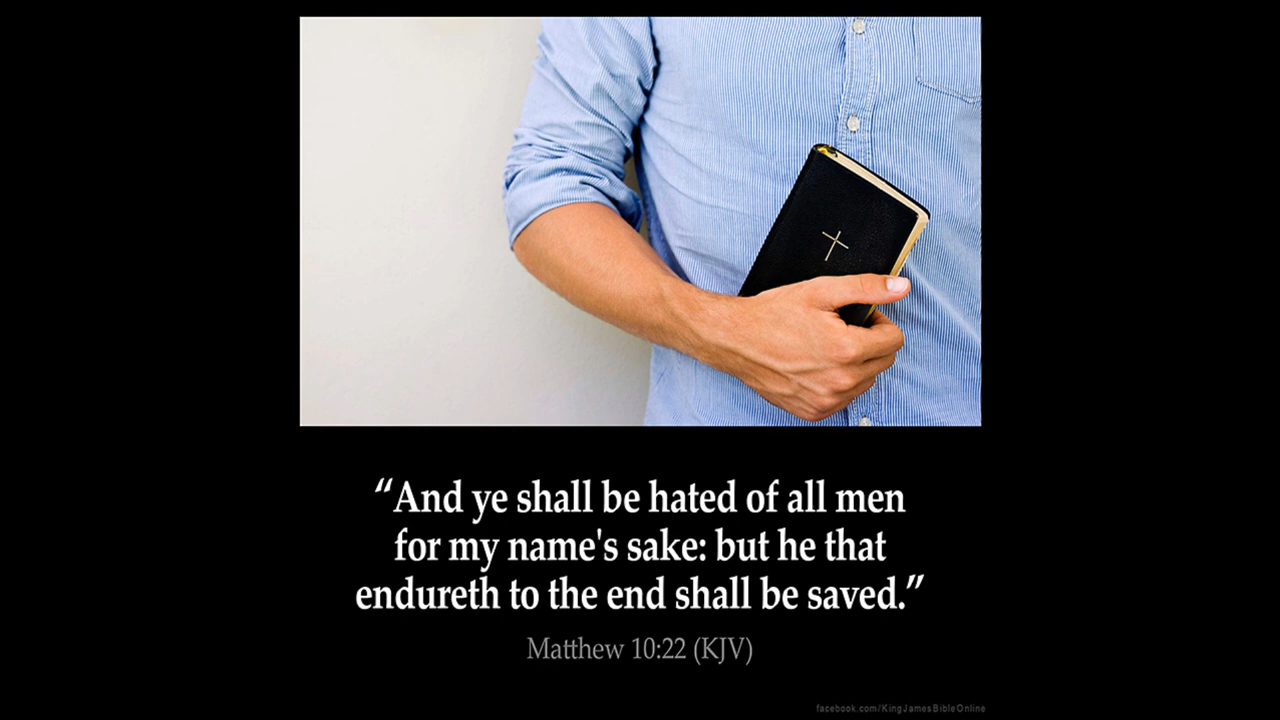 “And ye shall be hated of all men
for my name's sake: but he that
endureth to the end shall be saved.”
Matthew 10:22 (KJV)
facebook.com/KingJamesBibleOnline